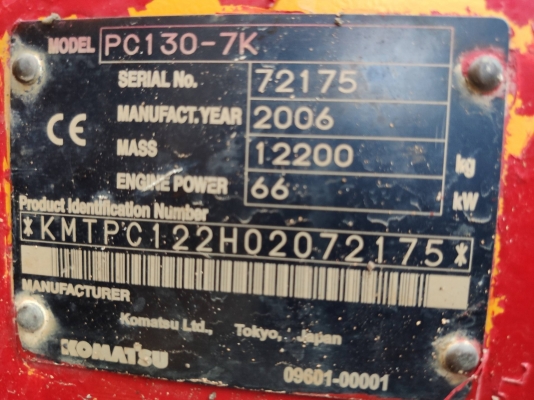 MODEL PC130-7K
SERIAL No. 72175
MANUFACT.YEAR 2006
CE
MASS 12200 kg
ENGINE POWER 66 kW
Product Identification Number
*KMTPC122H02072175*
MANUFACTURER
Komatsu Ltd., Tokyo, Japan
KOMATSU
09601-00001